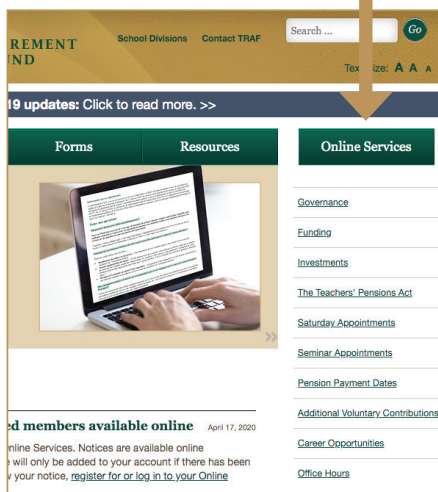 REMENT
School Divisions Contact TRAF
Search ...
Go
ND
Text Size: A A A
19 updates: Click to read more. >>
Forms
Resources
Online Services
Governance
Funding
Investments
The Teachers' Pensions Act
Saturday Appointments
Seminar Appointments
Pension Payment Dates
Additional Voluntary Contributions
Career Opportunities
Office Hours
>>
ed members available online April 17, 2020
nline Services. Notices are available online
will only be added to your account if there has been
your notice, register for or log in to your Online